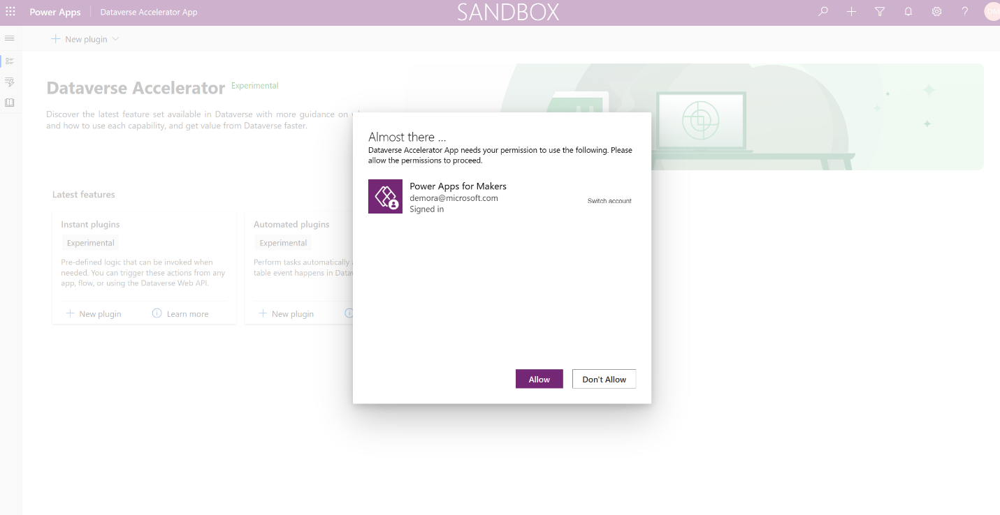 Power Apps
Dataverse Accelerator App
SANDBOX
New plugin
Dataverse Accelerator
Experimental
Discover the latest feature set available in Dataverse with more guidance on
and how to use each capability, and get value from Dataverse faster.
Almost there ...
Dataverse Accelerator App needs your permission to use the following. Please
allow the permissions to proceed.
Power Apps for Makers
demora@microsoft.com
Signed in
Switch account
Allow
Don't Allow
Latest features
Instant plugins
Experimental
Pre-defined logic that can be invoked when
needed. You can trigger these actions from any
app, flow, or using the Dataverse Web API.
New plugin
Learn more
Automated plugins
Experimental
Perform tasks automatically
table event happens in
New plugin